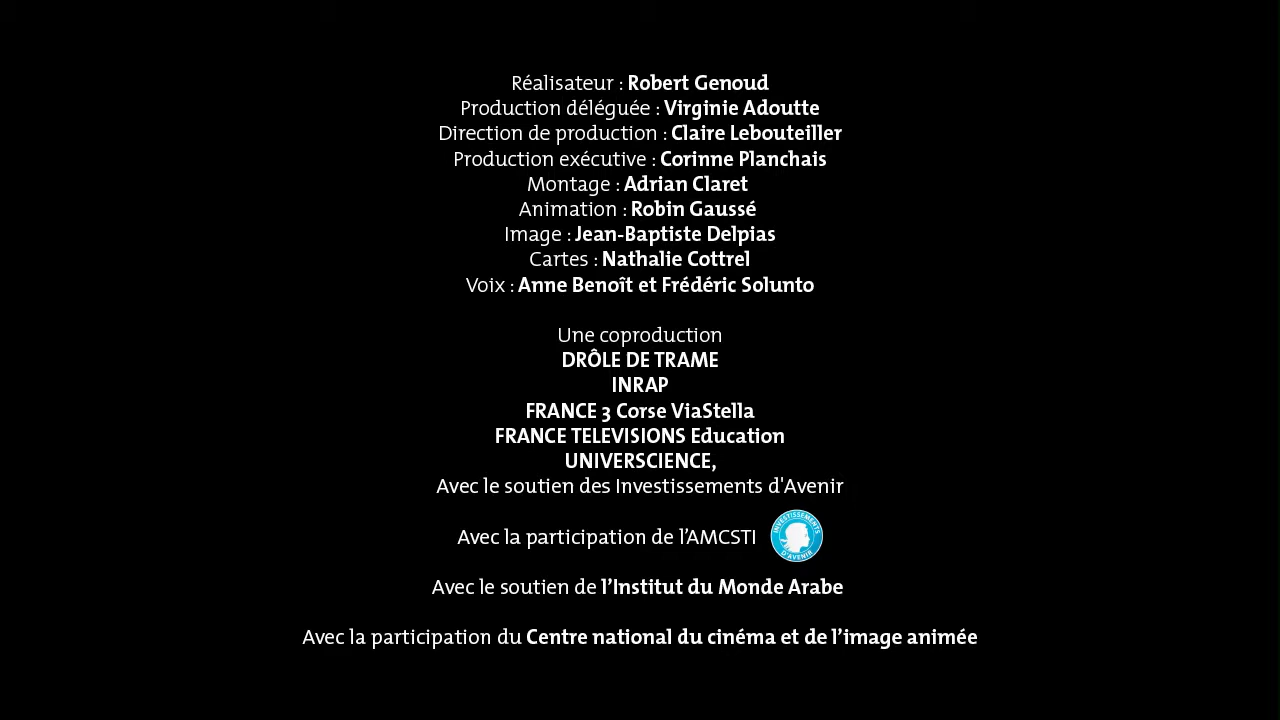 Réalisateur : Robert Genoud
Production déléguée : Virginie Adoutte
Direction de production : Claire Lebouteiller
Production exécutive : Corinne Planchais
Montage : Adrian Claret
Animation : Robin Gaussé
Image : Jean-Baptiste Delpias
Cartes : Nathalie Cottrel
Voix : Anne Benoît et Frédéric Solunto
Une coproduction
DRÔLE DE TRAME
INRAP
FRANCE 3 Corse ViaStella
FRANCE TELEVISIONS Education
UNIVERSCIENCE,
Avec le soutien des Investissements d'Avenir
Avec la participation de l’AMCSTI
INVESTISSEMENTS
D'AVENIR
Avec le soutien de l’Institut du Monde Arabe
Avec la participation du Centre national du cinéma et de l’image animée